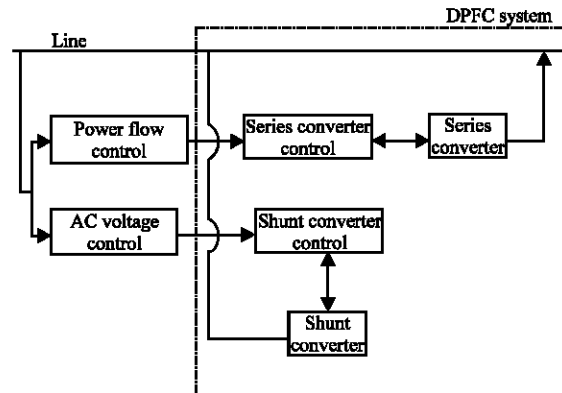 DPFC system
Line
Power flow
control
Series converter
control
Series
converter
AC voltage
control
Shunt converter
control
Shunt
converter